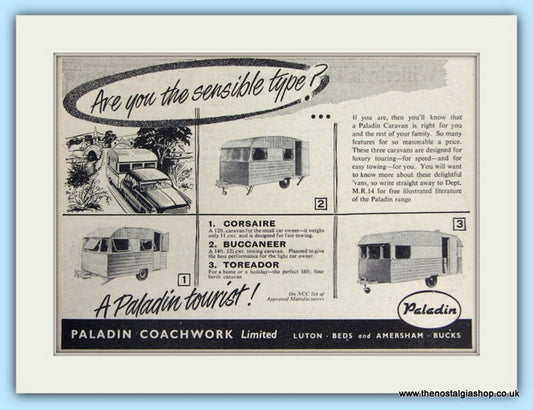 Are you the sensible type?
...
If you are, then you'll know that
a Paladin Caravan is right for you
and the rest of your family. So many
features for so reasonable a price.
These three caravans are designed for
luxury touring—for speed—and for
easy towing—for you. You will want
to know more about these delightful
'vans, so write straight away to Dept.
M.R.14 for free illustrated literature
of the Paladin range
2
1. CORSAIRE
A 120, caravan for the small car owner—it weighs
only 11 cwt. and is designed for fast towing.
2. BUCCANEER
A 140, 12½ cwt. towing caravan. Planned to give
the best performance for the light car owner.
3. TOREADOR
For a home or a holiday—the perfect 160, four
berth caravan
On NCC list of
Approved Manufacturers
1
3
A Paladin tourist!
Paladin
PALADIN COACHWORK Limited LUTON - BEDS and AMERSHAM - BUCKS
www.thenostalgiashop.co.uk